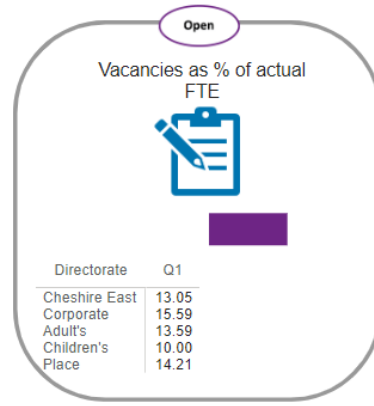 Open
Vacancies as % of actual
FTE
Directorate Q1
Cheshire East 13.05
Corporate 15.59
Adult's 13.59
Children's 10.00
Place 14.21